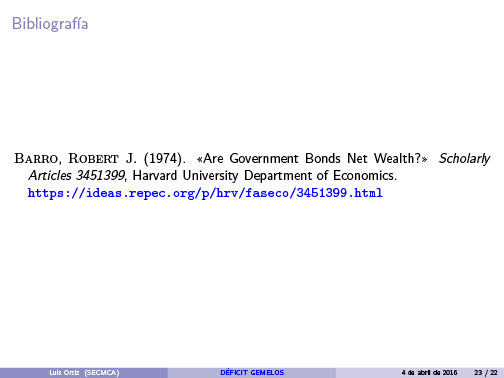 Bibliografía
BARRO, ROBERT J. (1974). «Are Government Bonds Net Wealth?» Scholarly
Articles 3451399, Harvard University Department of Economics.
https://ideas.repec.org/p/hrv/faseco/3451399.html
Luis Ortiz (SECMCA) DÉFICIT GEMELOS 4 de abril de 2016 23 / 22